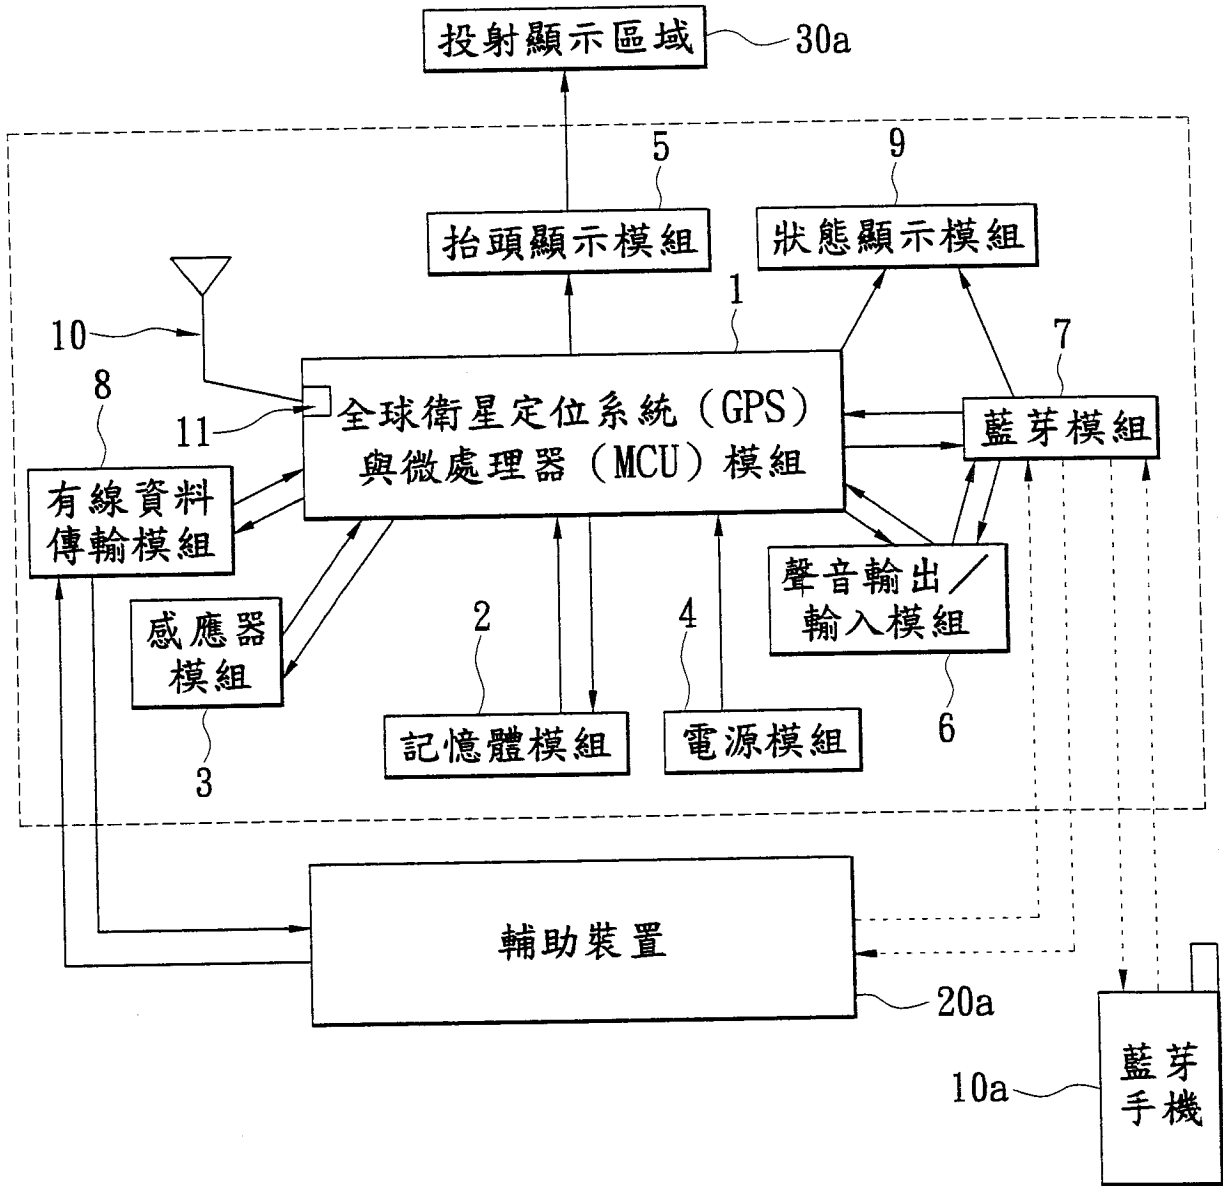 投射顯示區域
30a
5
9
抬頭顯示模組
狀態顯示模組
1
10
7
8
11
全球衛星定位系統（GPS）
與微處理器（MCU）模組
藍芽模組
有線資料
傳輸模組
聲音輸出／
輸入模組
感應器
模組
2
4
6
3
記憶體模組
電源模組
輔助裝置
20a
10a
藍芽
手機